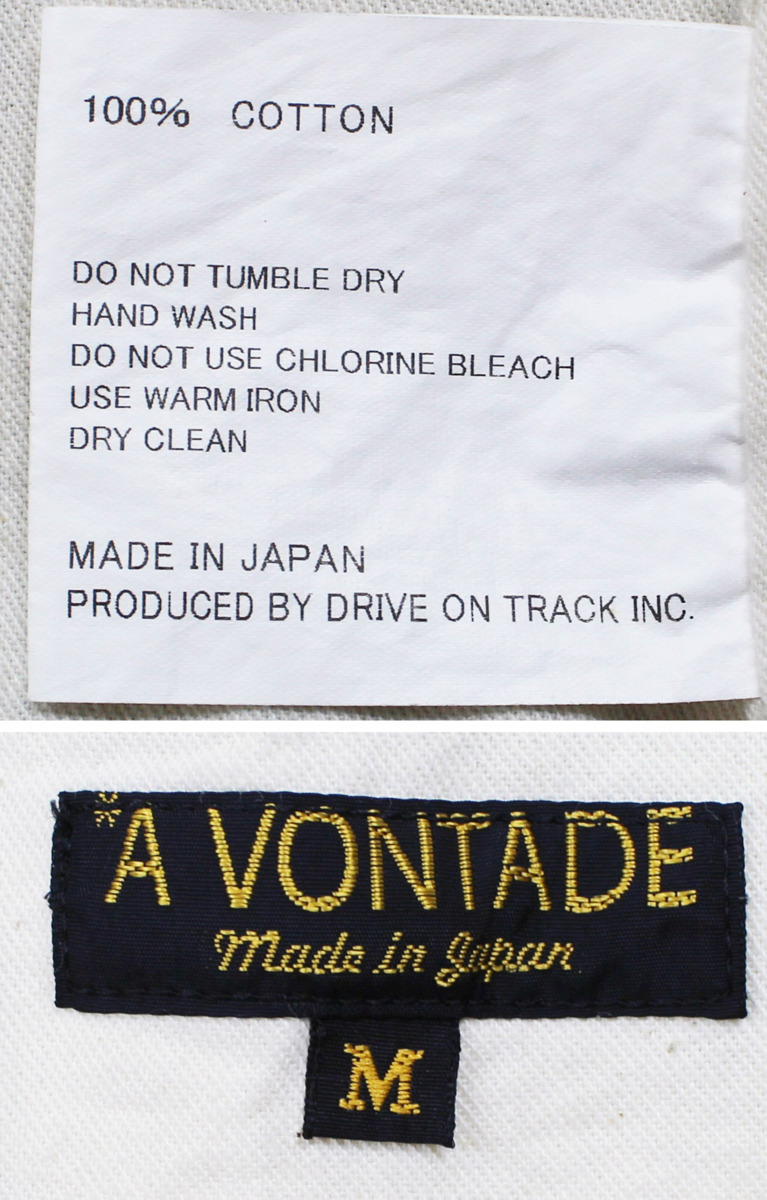 100% COTTON
DO NOT TUMBLE DRY
HAND WASH
DO NOT USE CHLORINE BLEACH
USE WARM IRON
DRY CLEAN
MADE IN JAPAN
PRODUCED BY DRIVE ON TRACK INC.
*A VONTADE
Made in Japan
M